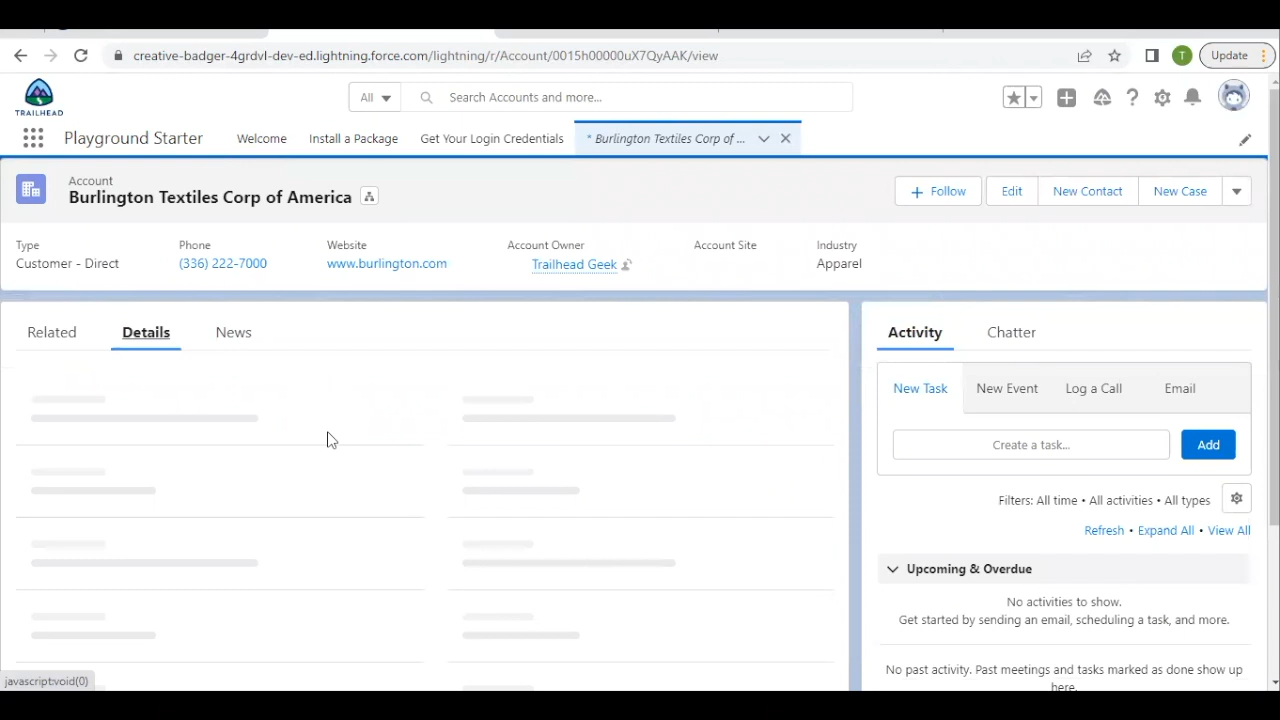 creative-badger-4grdvl-dev-ed.lightning.force.com/lightning/r/Account/0015h00000uX7QyAAK/view
T
Update
TRAILHEAD
All
Search Accounts and more...
Playground Starter
Welcome
Install a Package
Get Your Login Credentials
* Burlington Textiles Corp of ...
Account
Burlington Textiles Corp of America
Follow
Edit
New Contact
New Case
Type
Phone
Website
Account Owner
Account Site
Industry
Customer - Direct
(336) 222-7000
www.burlington.com
Trailhead Geek
Apparel
Related
Details
News
Activity
Chatter
New Task
New Event
Log a Call
Email
Create a task...
Add
Filters: All time • All activities • All types
Refresh • Expand All • View All
Upcoming & Overdue
No activities to show.
Get started by sending an email, scheduling a task, and more.
No past activity. Past meetings and tasks marked as done show up
here.
javascript:void(0)